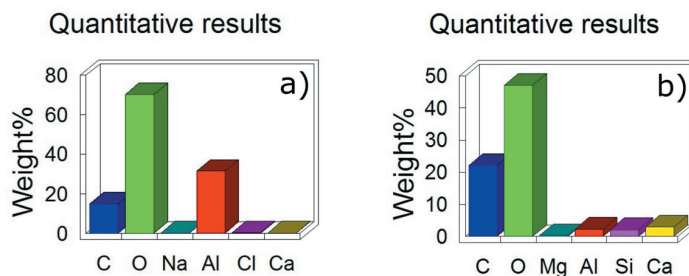 Quantitative results
a)
Weight%
80
60
40
20
0
C O Na Al Cl Ca
Quantitative results
b)
Weight%
50
40
30
20
10
0
C O Mg Al Si Ca